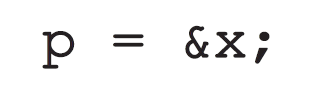 p = &x;